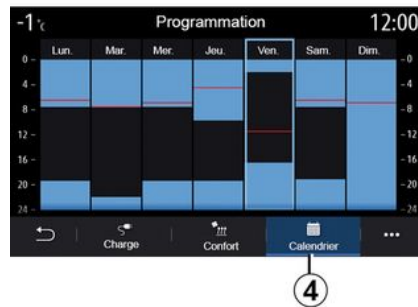 -1°c Programmation 12:00
Lun. Mar. Mer. Jeu. Ven. Sam. Dim.
0 0
4 4
8 8
12 12
16 16
20 20
24 24
Charge Confort Calendrier
4